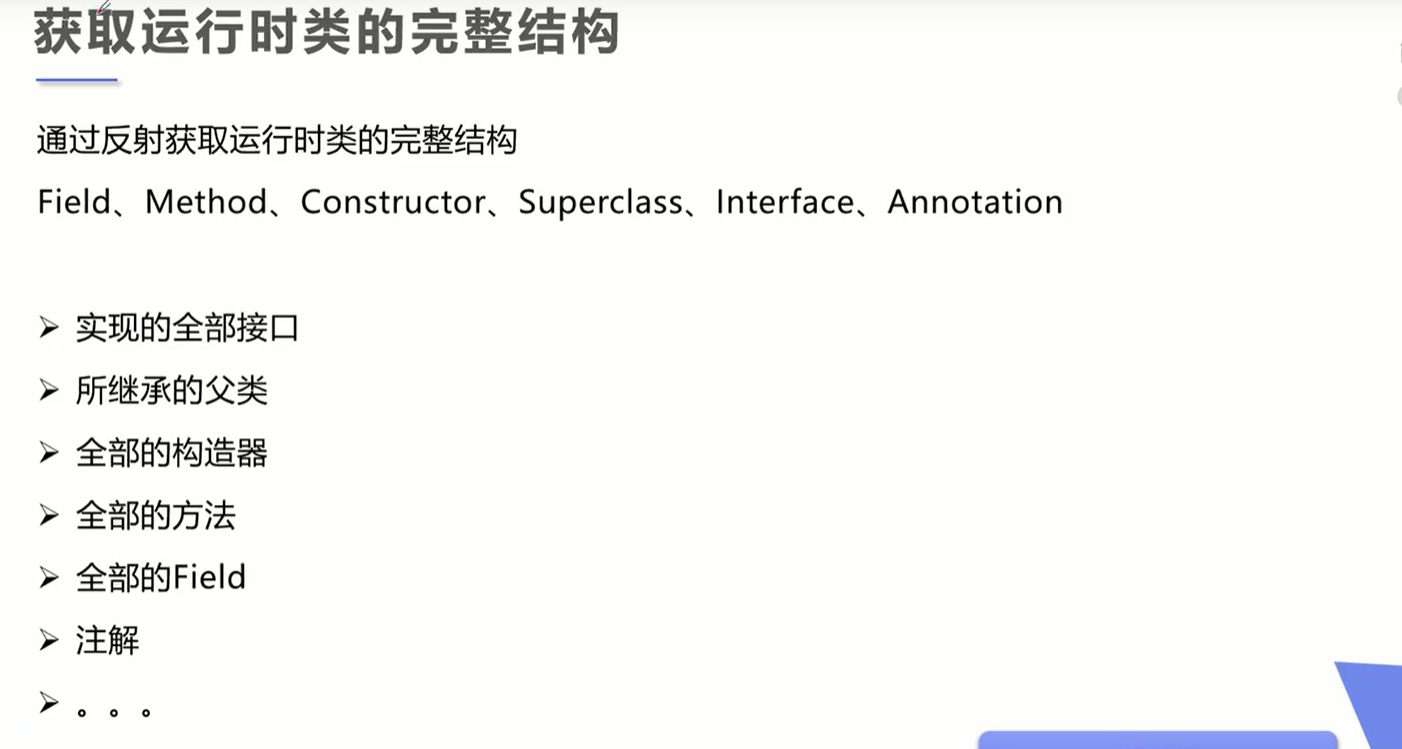 获取运行时类的完整结构
通过反射获取运行时类的完整结构
Field、Method、Constructor、Superclass、Interface、Annotation
➢ 实现的全部接口
➢ 所继承的父类
➢ 全部的构造器
➢ 全部的方法
➢ 全部的Field
➢ 注解
➢ 。。。